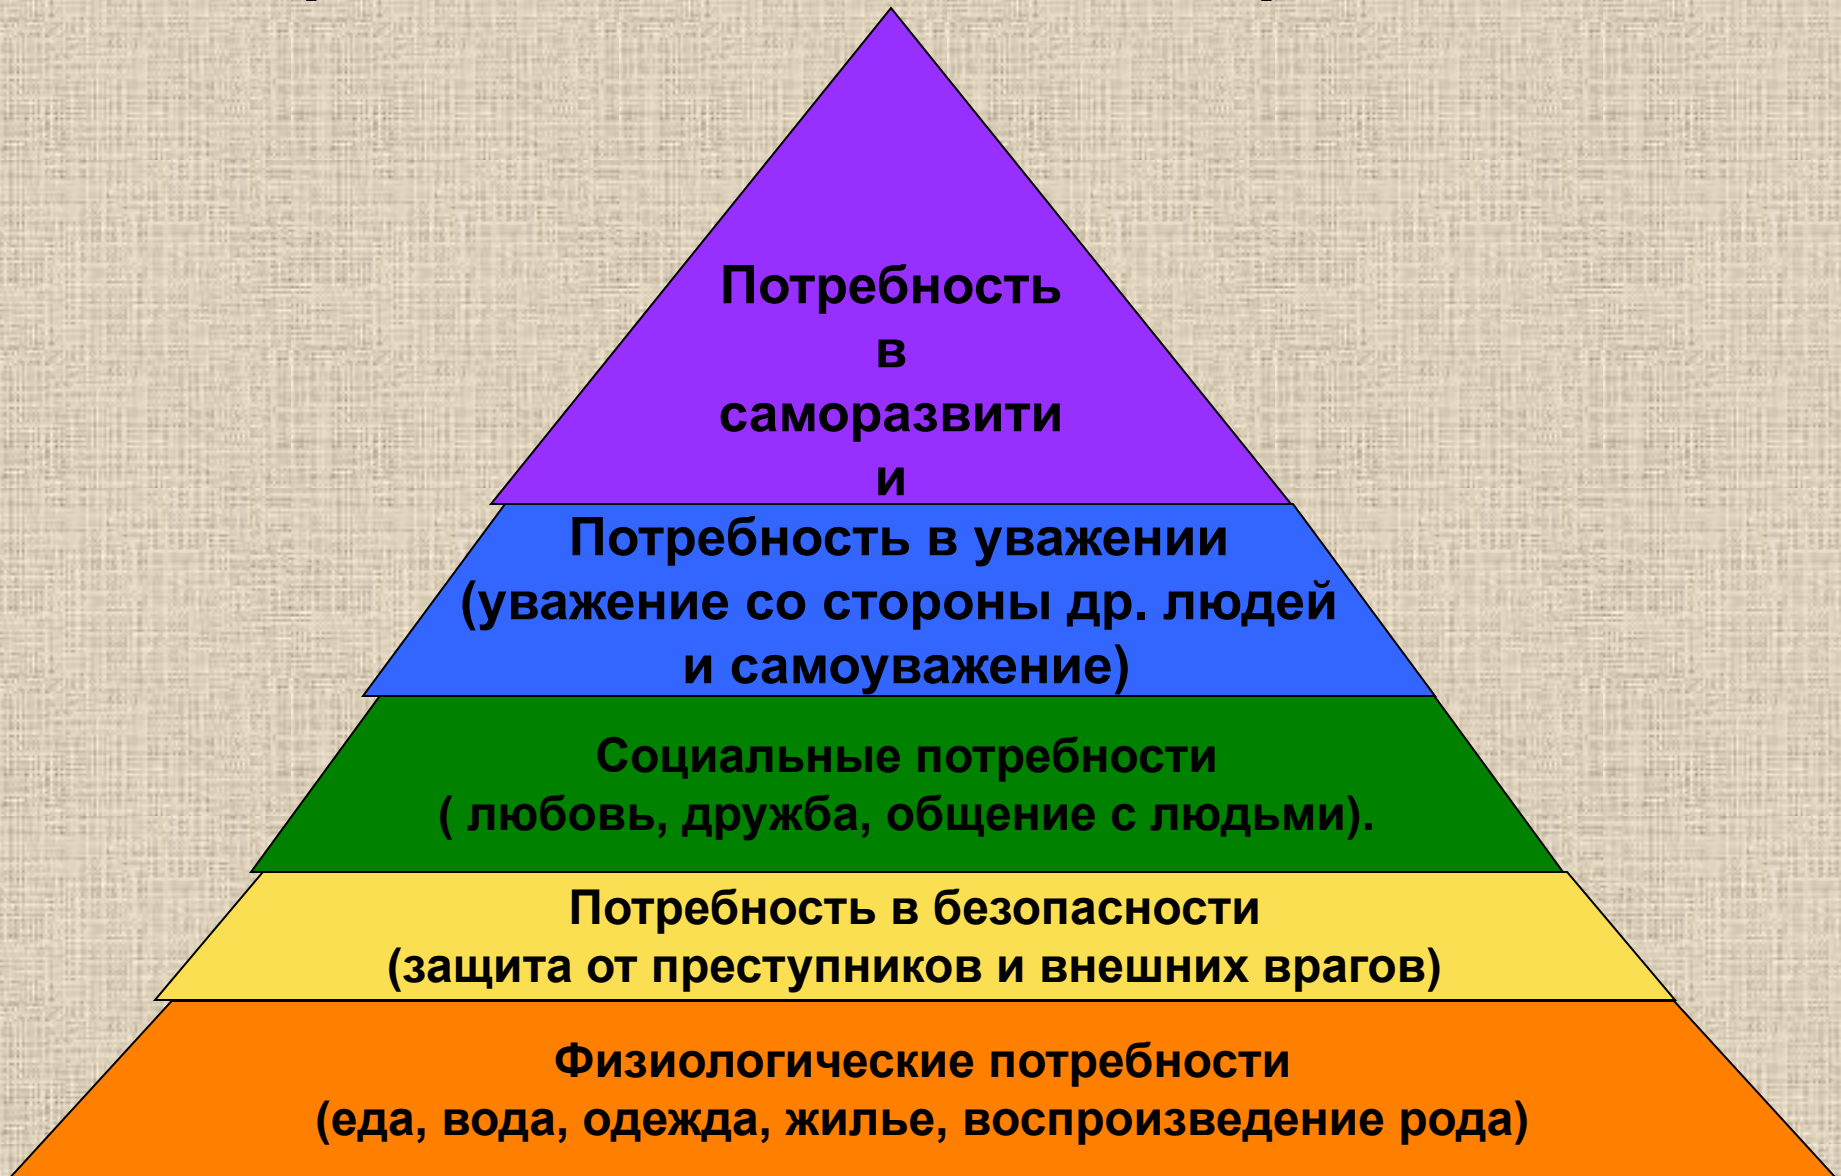 Потребность
в
саморазвити
и
Потребность в уважении
(уважение со стороны др. людей
и самоуважение)
Социальные потребности
( любовь, дружба, общение с людьми).
Потребность в безопасности
(защита от преступников и внешних врагов)
Физиологические потребности
(еда, вода, одежда, жилье, воспроизведение рода)